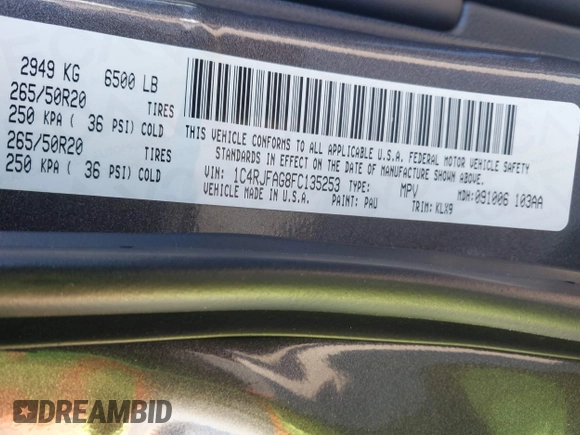 2949 KG 6500 LB
265/50R20 TIRES
250 KPA ( 36 PSI) COLD
265/50R20 TIRES
250 KPA ( 36 PSI) COLD
THIS VEHICLE CONFORMS TO ALL APPLICABLE U.S.A. FEDERAL MOTOR VEHICLE SAFETY
STANDARDS IN EFFECT ON THE DATE OF MANUFACTURE SHOWN ABOVE.
VIN: 1C4RJFAG8FC135253 TYPE: MPV MDH:091006 103AA
VEHICLE MADE IN U.S.A. PAINT: PAU TRIM: KLX9
DREAMBID